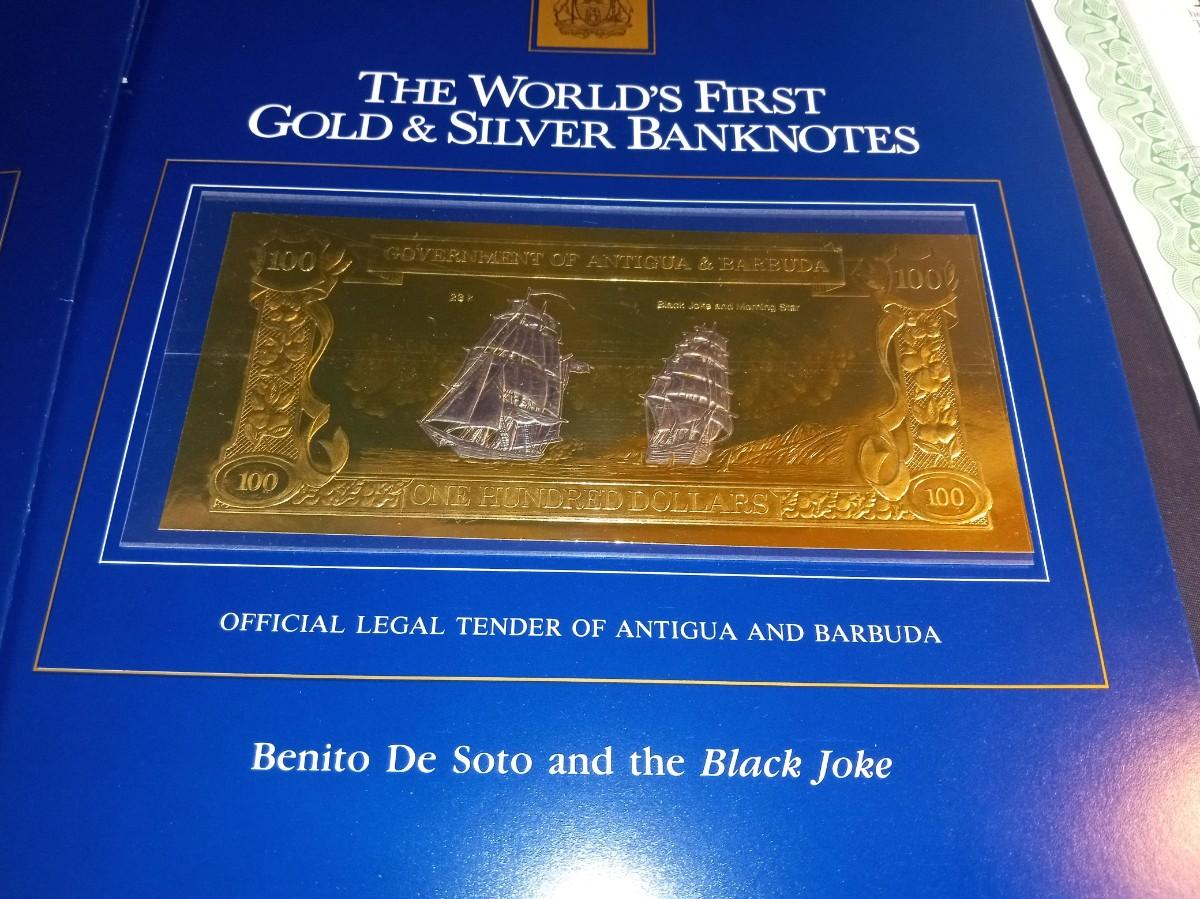 THE WORLD'S FIRST
GOLD & SILVER BANKNOTES
100
GOVERNMENT OF ANTIGUA & BARBUDA
100
23 k
Black Joke and Morning Star
100
ONE HUNDRED DOLLARS
100
OFFICIAL LEGAL TENDER OF ANTIGUA AND BARBUDA
Benito De Soto and the Black Joke